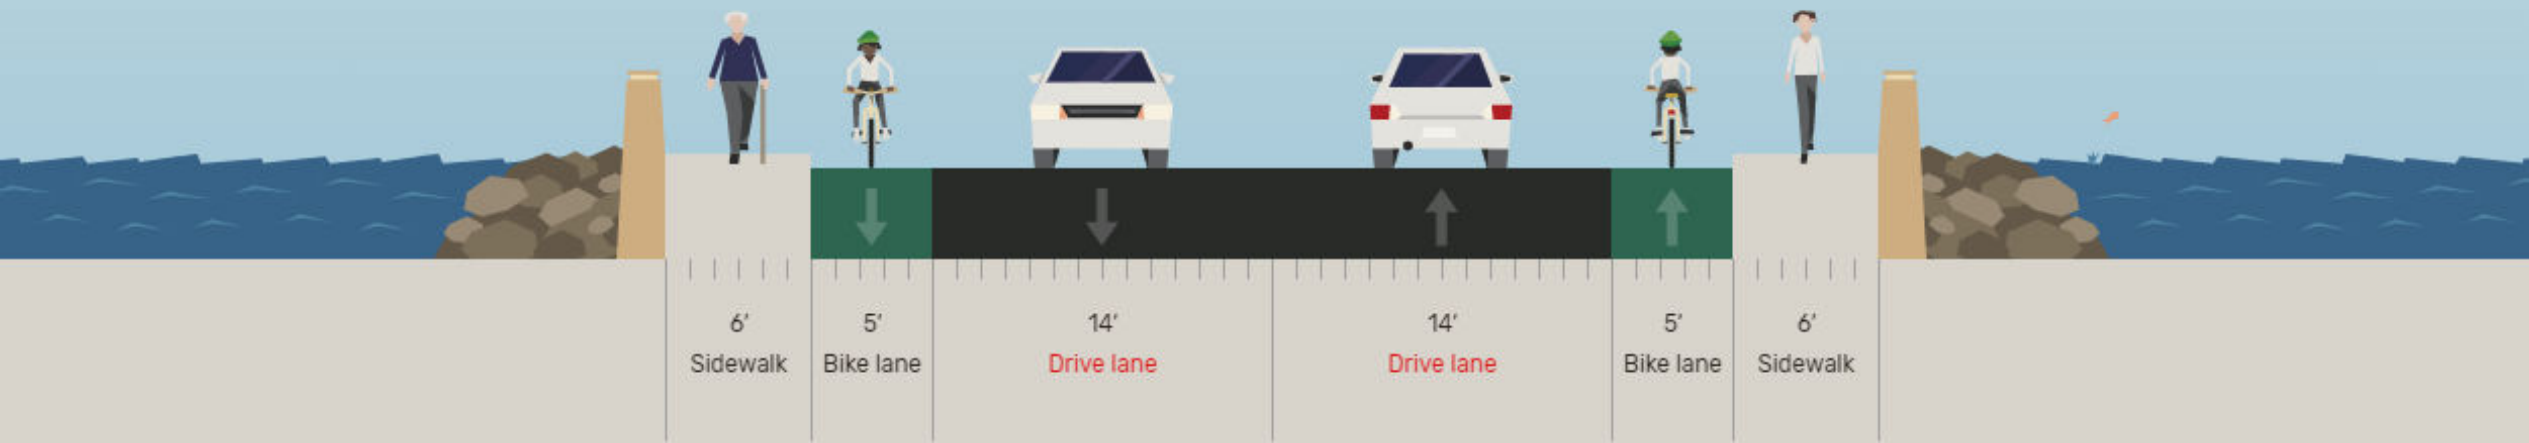 6' 5' 14' 14' 5' 6'
Sidewalk Bike lane Drive lane Drive lane Bike lane Sidewalk